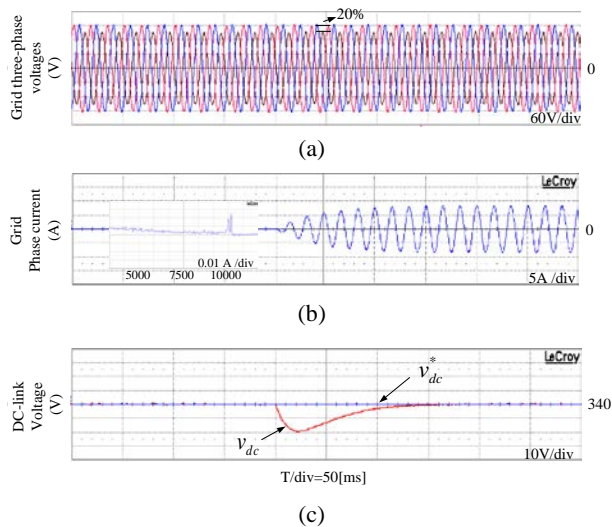 20%
Grid three-phase
voltages
(V)
0
60V/div
(a)
LeCroy
Grid
Phase current
(A)
0
5000 7500 10000
0.01 A /div
5A /div
(b)
LeCroy
DC-link
Voltage
(V)
v*dc
340
vdc
10V/div
T/div=50[ms]
(c)